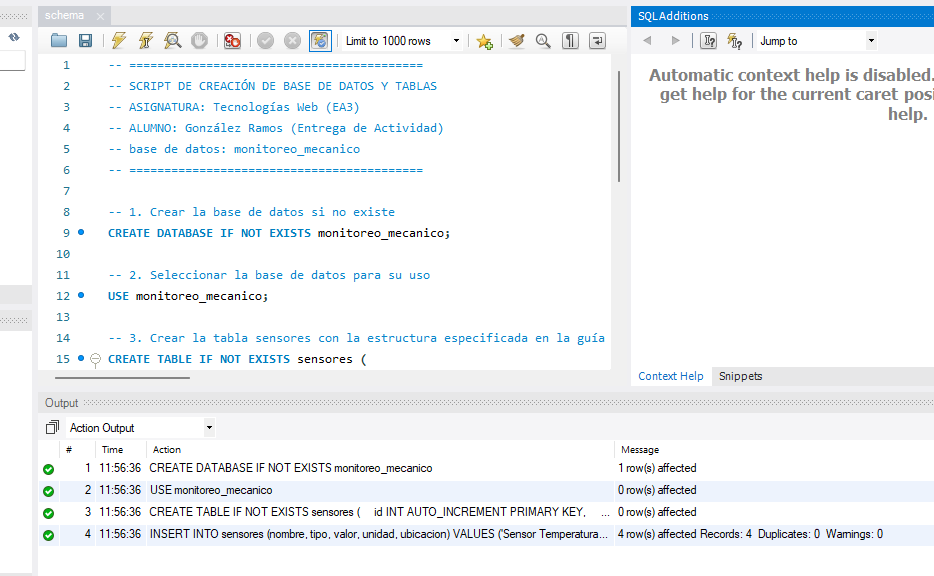 schema
SQLAdditions
Limit to 1000 rows
Jump to
1 -- ==========================================
2 -- SCRIPT DE CREACIÓN DE BASE DE DATOS Y TABLAS
3 -- ASIGNATURA: Tecnologías Web (EA3)
4 -- ALUMNO: González Ramos (Entrega de Actividad)
5 -- base de datos: monitoreo_mecanico
6 -- ==========================================
7
8 -- 1. Crear la base de datos si no existe
9 CREATE DATABASE IF NOT EXISTS monitoreo_mecanico;
10
11 -- 2. Seleccionar la base de datos para su uso
12 USE monitoreo_mecanico;
13
14 -- 3. Crear la tabla sensores con la estructura especificada en la guía
15 CREATE TABLE IF NOT EXISTS sensores (
Automatic context help is disabled.
get help for the current caret posi
help.
Context Help Snippets
Output
Action Output
# Time Action Message
1 11:56:36 CREATE DATABASE IF NOT EXISTS monitoreo_mecanico 1 row(s) affected
2 11:56:36 USE monitoreo_mecanico 0 row(s) affected
3 11:56:36 CREATE TABLE IF NOT EXISTS sensores ( id INT AUTO_INCREMENT PRIMARY KEY, ... 0 row(s) affected
4 11:56:36 INSERT INTO sensores (nombre, tipo, valor, unidad, ubicacion) VALUES ('Sensor Temperatura... 4 row(s) affected Records: 4 Duplicates: 0 Warnings: 0